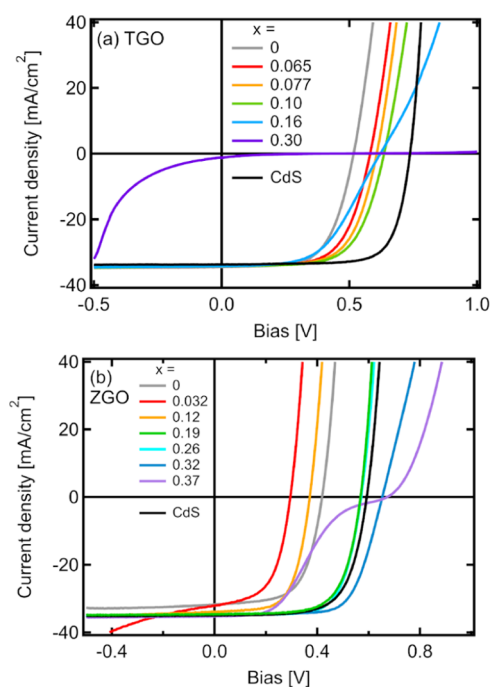 (a) TGO
x =
0
0.065
0.077
0.10
0.16
0.30
CdS
Current density [mA/cm²]
40
20
0
-20
-40
-0.5
0.0
0.5
1.0
Bias [V]
(b)
ZGO
x =
0
0.032
0.12
0.19
0.26
0.32
0.37
CdS
Current density [mA/cm²]
40
20
0
-20
-40
-0.4
0.0
0.4
0.8
Bias [V]